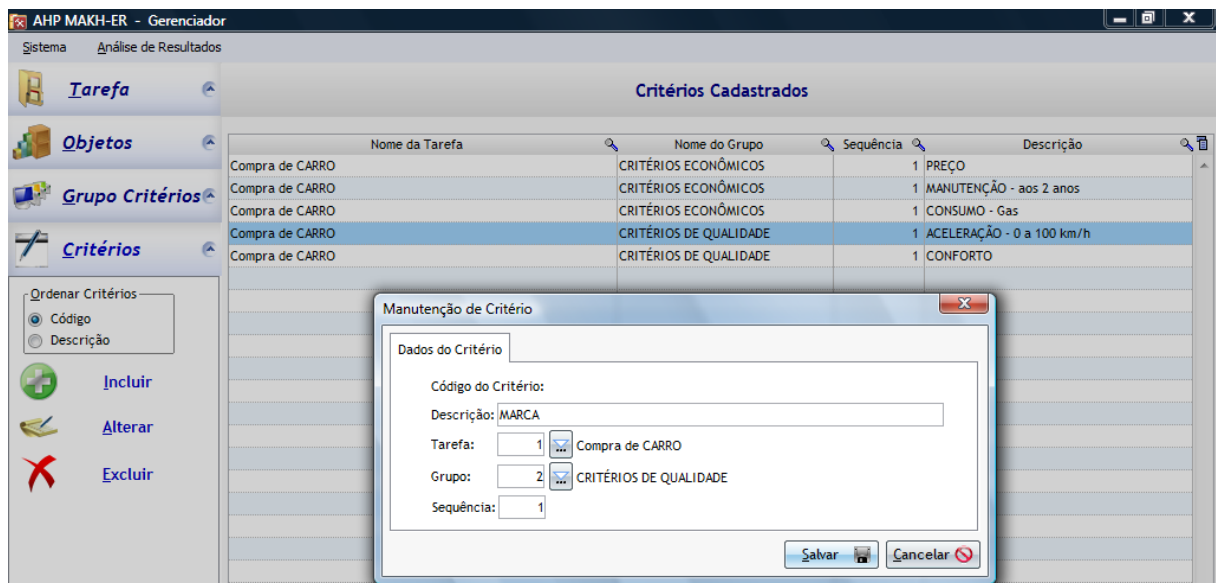 AHP MAKH-ER - Gerenciador
Sistema Análise de Resultados
Tarefa
Objetos
Grupo Critérios
Critérios
Ordenar Critérios
Código
Descrição
Incluir
Alterar
Excluir
Critérios Cadastrados
Nome da Tarefa Nome do Grupo Sequência Descrição
Compra de CARRO CRITÉRIOS ECONÔMICOS 1 PREÇO
Compra de CARRO CRITÉRIOS ECONÔMICOS 1 MANUTENÇÃO - aos 2 anos
Compra de CARRO CRITÉRIOS ECONÔMICOS 1 CONSUMO - Gas
Compra de CARRO CRITÉRIOS DE QUALIDADE 1 ACELERAÇÃO - 0 a 100 km/h
Compra de CARRO CRITÉRIOS DE QUALIDADE 1 CONFORTO
Manutenção de Critério
Dados do Critério
Código do Critério:
Descrição: MARCA
Tarefa: 1 ... Compra de CARRO
Grupo: 2 ... CRITÉRIOS DE QUALIDADE
Sequência: 1
Salvar Cancelar